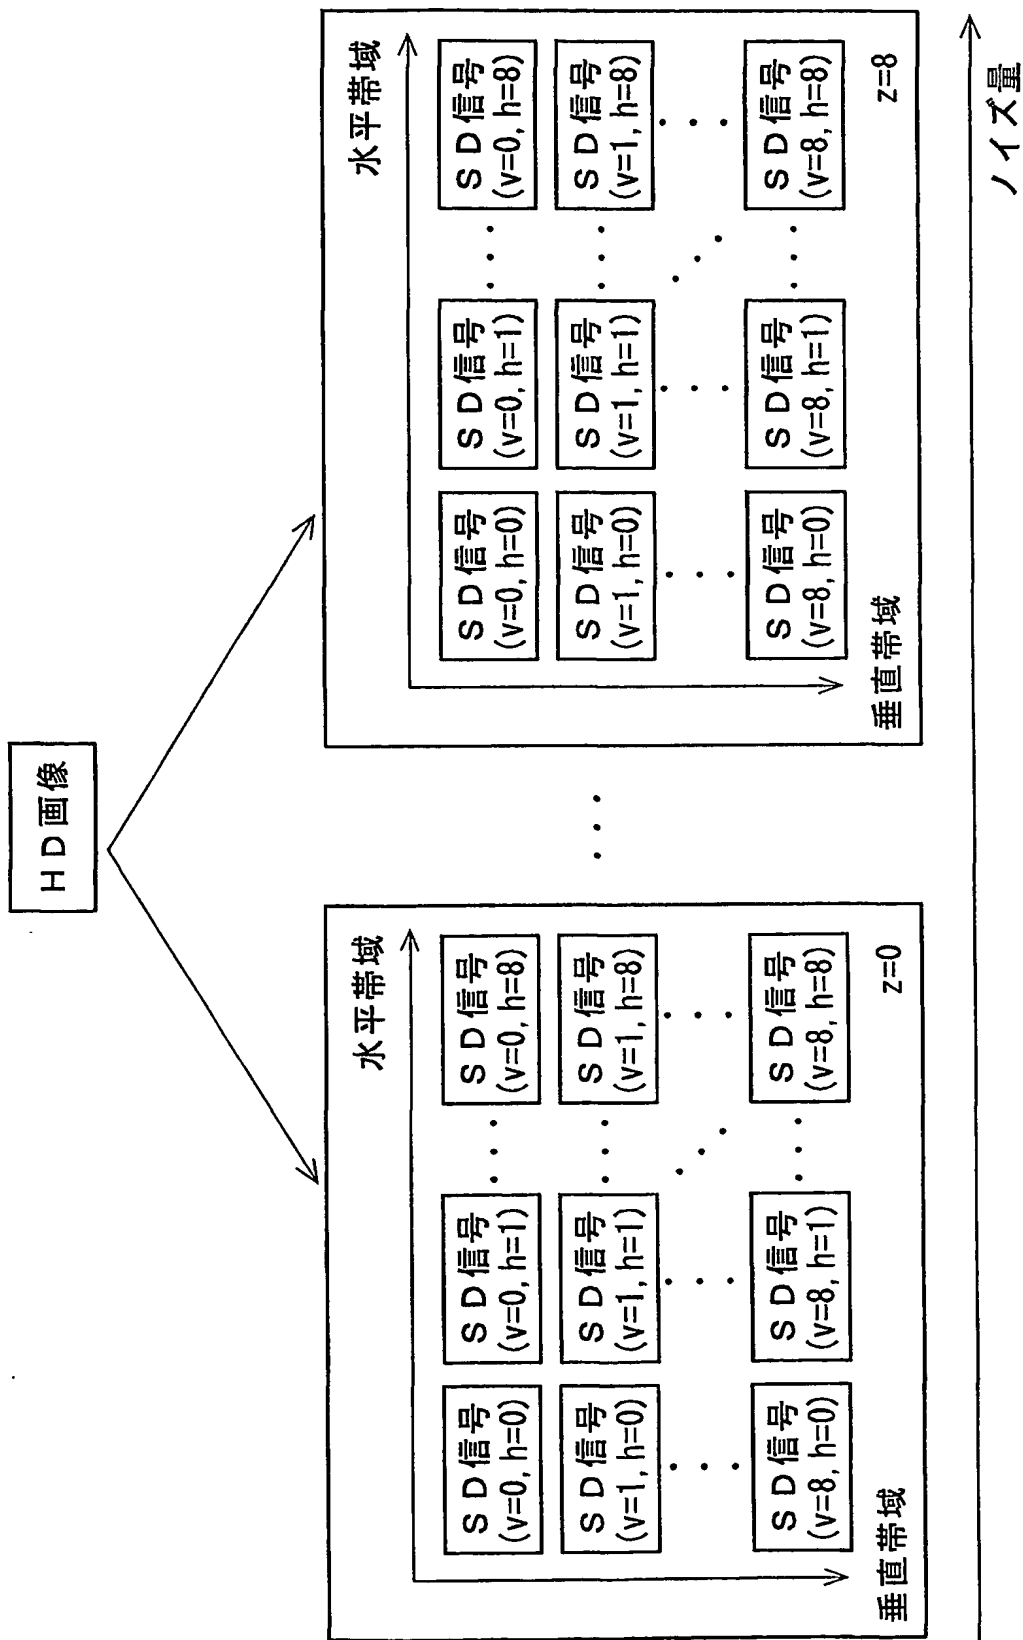 ＨＤ画像
水平帯域
ＳＤ信号
(v=0, h=0)
ＳＤ信号
(v=0, h=1)
ＳＤ信号
(v=0, h=8)
ＳＤ信号
(v=1, h=0)
ＳＤ信号
(v=1, h=1)
ＳＤ信号
(v=1, h=8)
ＳＤ信号
(v=8, h=0)
ＳＤ信号
(v=8, h=1)
ＳＤ信号
(v=8, h=8)
垂直帯域
z=0
水平帯域
ＳＤ信号
(v=0, h=0)
ＳＤ信号
(v=0, h=1)
ＳＤ信号
(v=0, h=8)
ＳＤ信号
(v=1, h=0)
ＳＤ信号
(v=1, h=1)
ＳＤ信号
(v=1, h=8)
ＳＤ信号
(v=8, h=0)
ＳＤ信号
(v=8, h=1)
ＳＤ信号
(v=8, h=8)
垂直帯域
z=8
ノイズ量